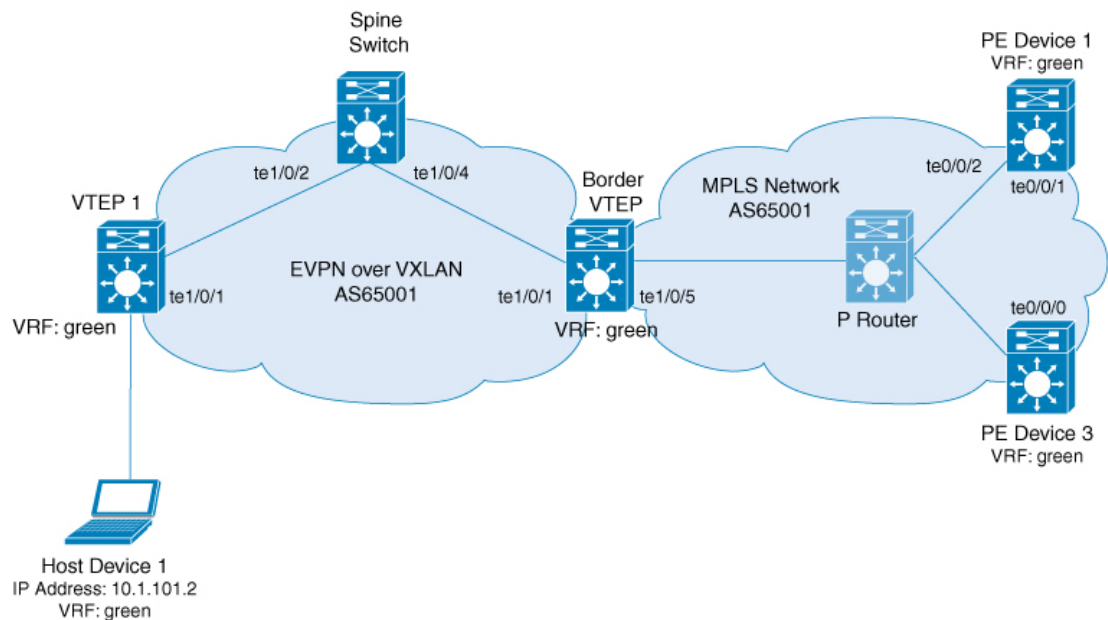 Spine
Switch
PE Device 1
VRF: green
te1/0/2
te1/0/4
te0/0/2
te0/0/1
VTEP 1
Border
VTEP
MPLS Network
AS65001
EVPN over VXLAN
AS65001
te1/0/1
te1/0/1
te1/0/5
te0/0/0
VRF: green
VRF: green
P Router
PE Device 3
VRF: green
Host Device 1
IP Address: 10.1.101.2
VRF: green